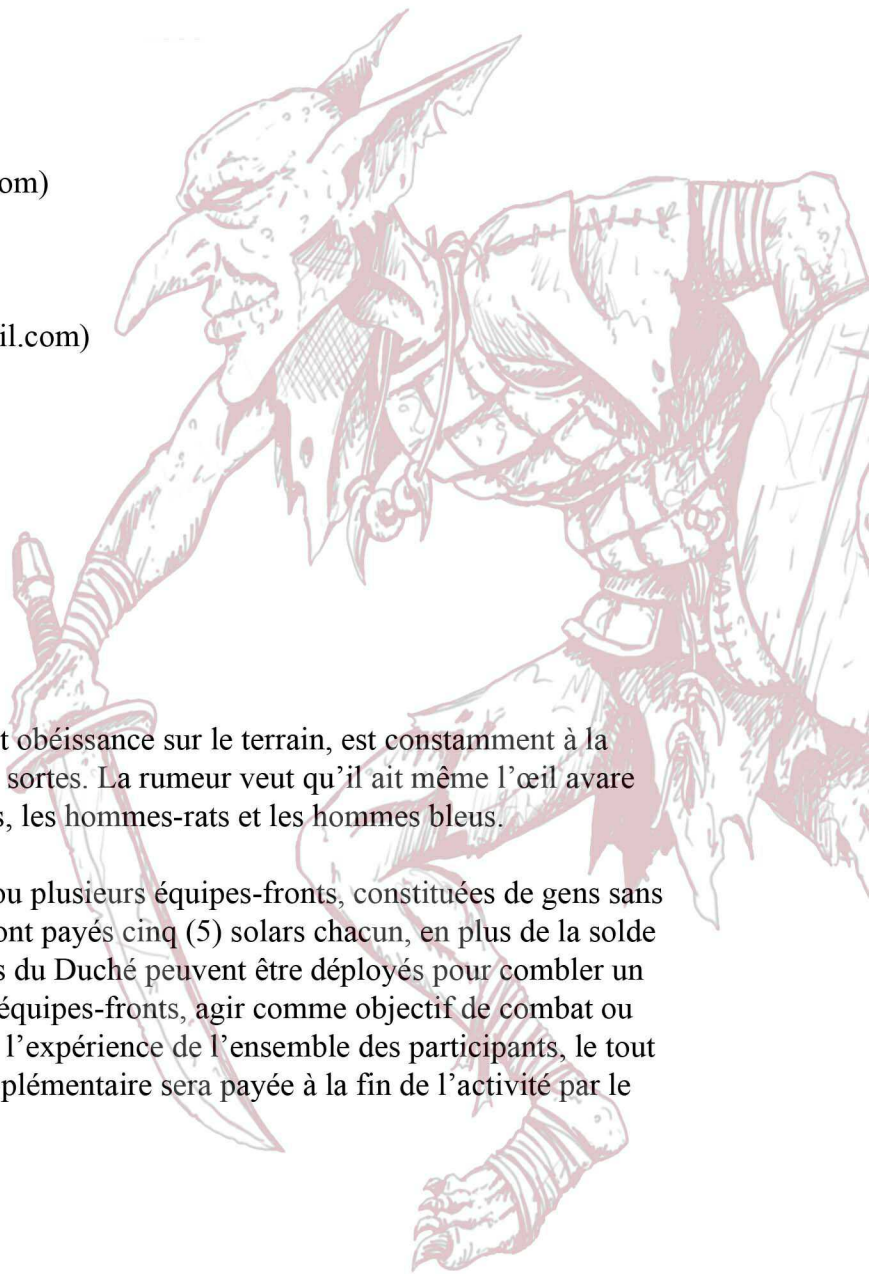 om)
il.com)
t obéissance sur le terrain, est constamment à la
sortes. La rumeur veut qu’il ait même l’œil avare
s, les hommes-rats et les hommes bleus.
ou plusieurs équipes-fronts, constituées de gens sans
ont payés cinq (5) solars chacun, en plus de la solde
s du Duché peuvent être déployés pour combler un
équipes-fronts, agir comme objectif de combat ou
l’expérience de l’ensemble des participants, le tout
plémentaire sera payée à la fin de l’activité par le